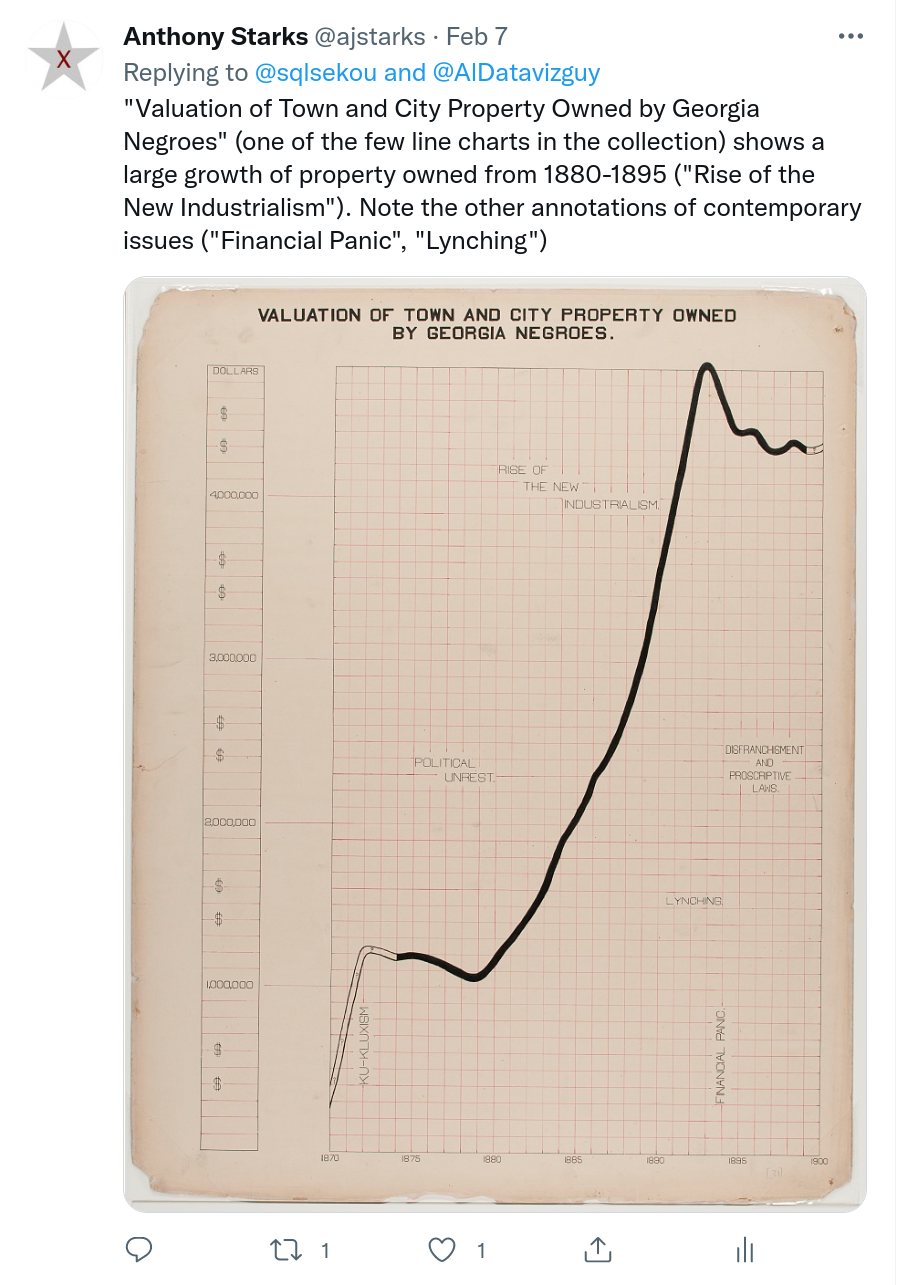 Anthony Starks @ajstarks · Feb 7
Replying to @sqlsekou and @AlDatavizguy
"Valuation of Town and City Property Owned by Georgia
Negroes" (one of the few line charts in the collection) shows a
large growth of property owned from 1880-1895 ("Rise of the
New Industrialism"). Note the other annotations of contemporary
issues ("Financial Panic", "Lynching")
VALUATION OF TOWN AND CITY PROPERTY OWNED
BY GEORGIA NEGROES.
DOLLARS
$
$
4,000,000
$
$
3,000,000
$
$
2,000,000
$
$
1,000,000
$
$
RISE OF
THE NEW
INDUSTRIALISM.
POLITICAL
UNREST.
DISFRANCHISMENT
AND
PROSCRIPTIVE
LAWS.
LYNCHING.
KU-KLUXISM
FINANCIAL PANIC.
1870 1875 1880 1885 1890 1895 1900
1 1